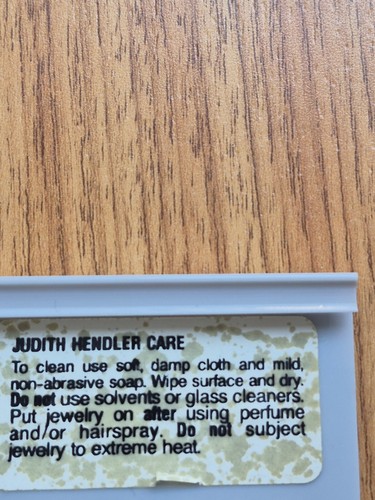 JUDITH HENDLER CARE
To clean use soft, damp cloth and mild,
non-abrasive soap. Wipe surface and dry.
Do not use solvents or glass cleaners.
Put jewelry on after using perfume
and/or hairspray. Do not subject
jewelry to extreme heat.